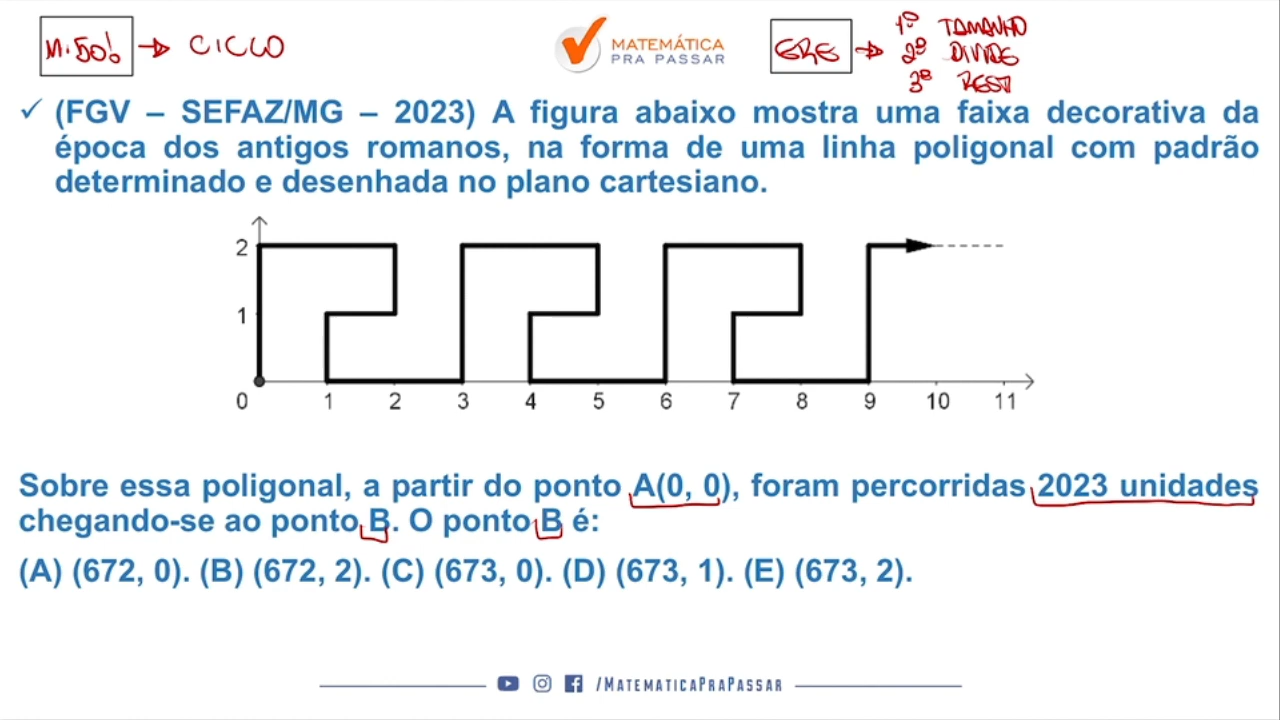 M.50! → CICLO
MATEMÁTICA
PRA PASSAR
1º TAMANHO
2º DIVIDE
3º RESTO
✓ (FGV – SEFAZ/MG – 2023) A figura abaixo mostra uma faixa decorativa da
época dos antigos romanos, na forma de uma linha poligonal com padrão
determinado e desenhada no plano cartesiano.
2
1
0 1 2 3 4 5 6 7 8 9 10 11
Sobre essa poligonal, a partir do ponto A(0, 0), foram percorridas 2023 unidades
chegando-se ao ponto B. O ponto B é:
(A) (672, 0). (B) (672, 2). (C) (673, 0). (D) (673, 1). (E) (673, 2).
/MATEMATICAPRAPASSAR